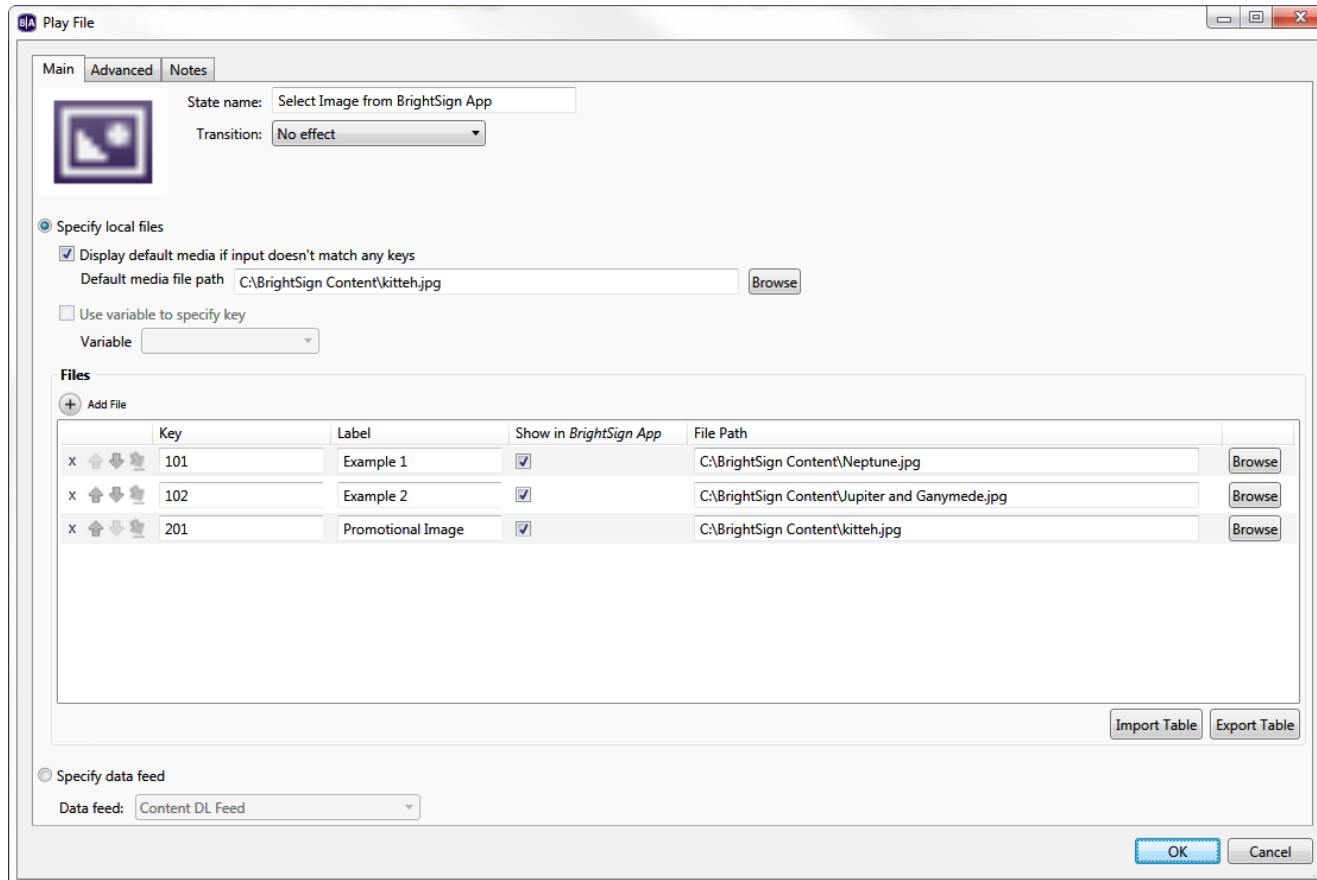 B|A Play File
Main Advanced Notes
State name: Select Image from BrightSign App
Transition: No effect
Specify local files
Display default media if input doesn't match any keys
Default media file path C:\BrightSign Content\kitteh.jpg Browse
Use variable to specify key
Variable
Files
+ Add File
Key Label Show in BrightSign App File Path
x 101 Example 1 C:\BrightSign Content\Neptune.jpg Browse
x 102 Example 2 C:\BrightSign Content\Jupiter and Ganymede.jpg Browse
x 201 Promotional Image C:\BrightSign Content\kitteh.jpg Browse
Import Table Export Table
Specify data feed
Data feed: Content DL Feed
OK Cancel